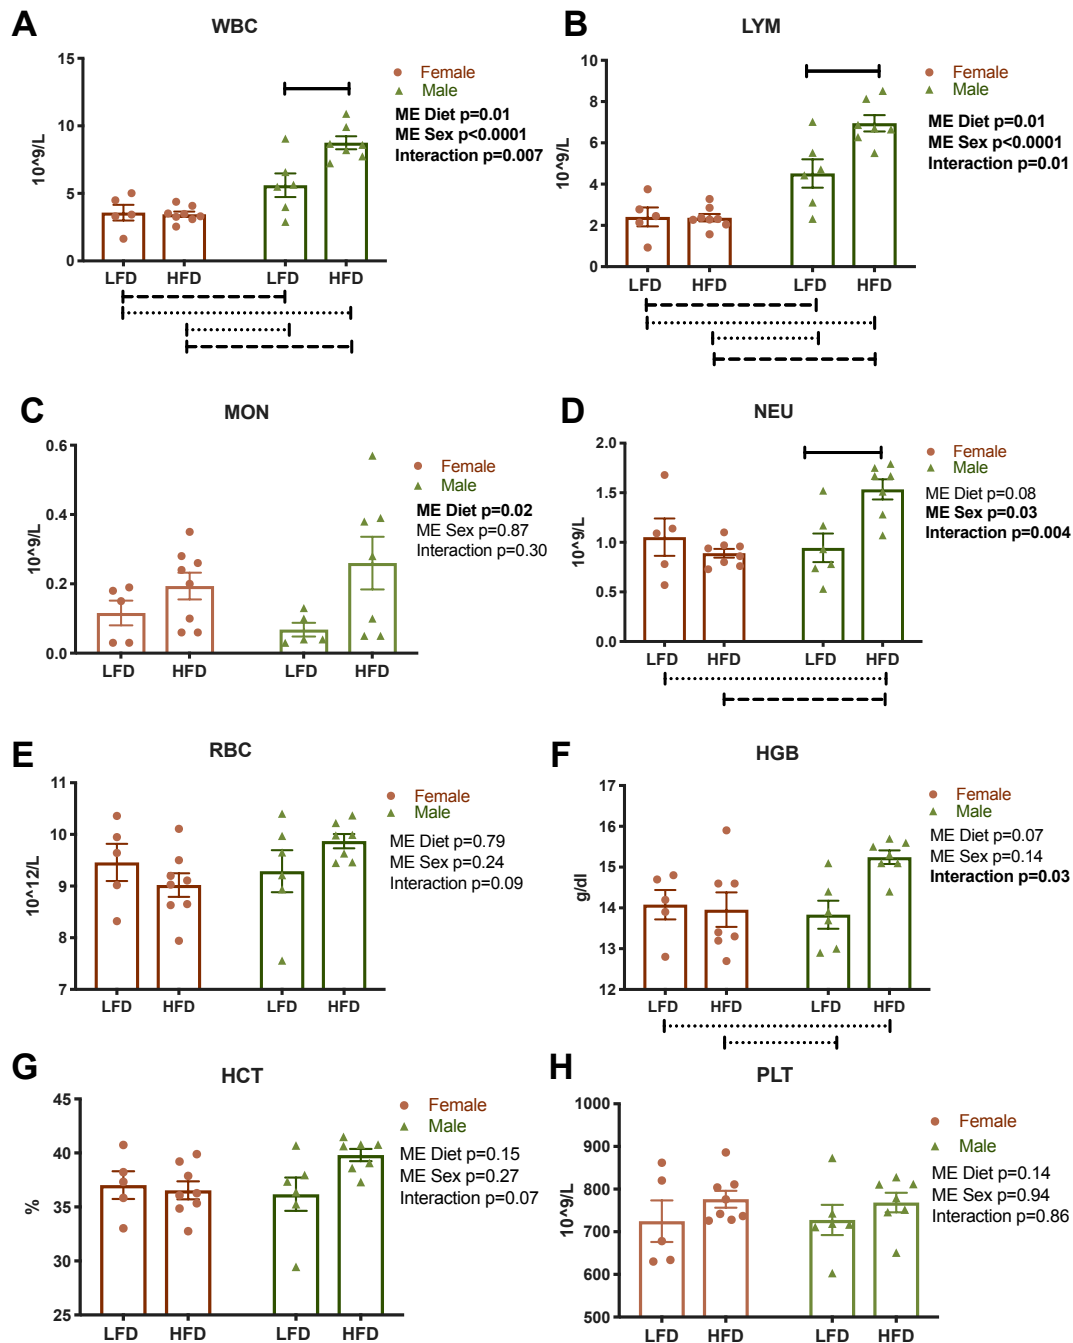 A
WBC
15
10
5
0
10^9/L
LFD
HFD
LFD
HFD
Female
Male
ME Diet p=0.01
ME Sex p<0.0001
Interaction p=0.007
B
LYM
10
8
6
4
2
0
10^9/L
LFD
HFD
LFD
HFD
Female
Male
ME Diet p=0.01
ME Sex p<0.0001
Interaction p=0.01
C
MON
0.6
0.4
0.2
0.0
10^9/L
LFD
HFD
LFD
HFD
Female
Male
ME Diet p=0.02
ME Sex p=0.87
Interaction p=0.30
D
NEU
2.0
1.5
1.0
0.5
0.0
10^9/L
LFD
HFD
LFD
HFD
Female
Male
ME Diet p=0.08
ME Sex p=0.03
Interaction p=0.004
E
RBC
11
10
9
8
7
10^12/L
LFD
HFD
LFD
HFD
Female
Male
ME Diet p=0.79
ME Sex p=0.24
Interaction p=0.09
F
HGB
17
16
15
14
13
12
g/dl
LFD
HFD
LFD
HFD
Female
Male
ME Diet p=0.07
ME Sex p=0.14
Interaction p=0.03
G
HCT
45
40
35
30
25
%
LFD
HFD
LFD
HFD
Female
Male
ME Diet p=0.15
ME Sex p=0.27
Interaction p=0.07
H
PLT
1000
900
800
700
600
500
10^9/L
LFD
HFD
LFD
HFD
Female
Male
ME Diet p=0.14
ME Sex p=0.94
Interaction p=0.86